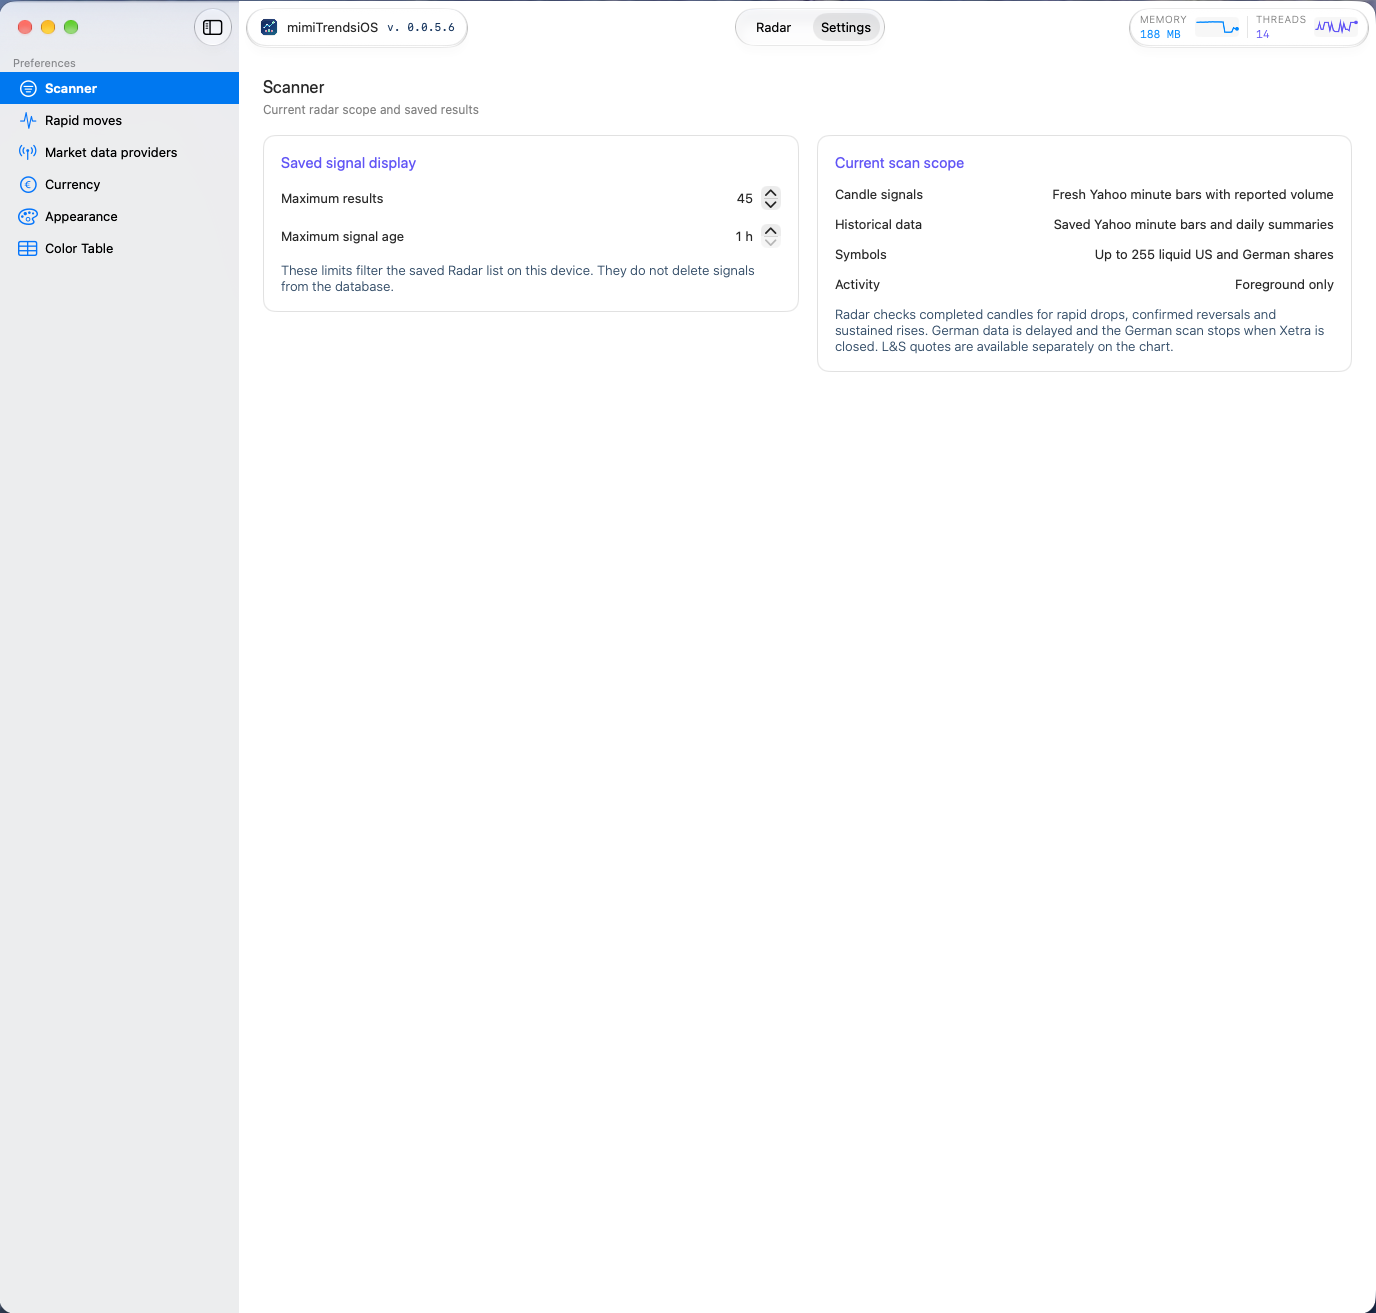 mimiTrendsiOS v. 0.0.5.6
Radar
Settings
MEMORY
188 MB
THREADS
14
Preferences
Scanner
Rapid moves
Market data providers
Currency
Appearance
Color Table
Scanner
Current radar scope and saved results
Saved signal display
Maximum results 45
Maximum signal age 1 h
These limits filter the saved Radar list on this device. They do not delete signals
from the database.
Current scan scope
Candle signals Fresh Yahoo minute bars with reported volume
Historical data Saved Yahoo minute bars and daily summaries
Symbols Up to 255 liquid US and German shares
Activity Foreground only
Radar checks completed candles for rapid drops, confirmed reversals and
sustained rises. German data is delayed and the German scan stops when Xetra is
closed. L&S quotes are available separately on the chart.